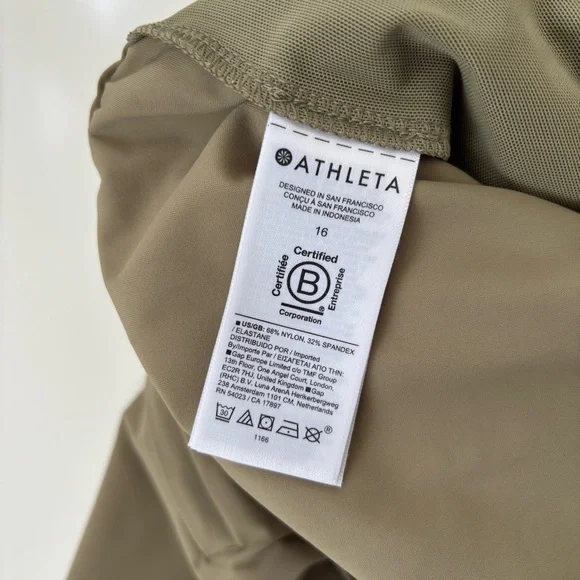 ATHLETA
DESIGNED IN SAN FRANCISCO
CONÇU À SAN FRANCISCO
MADE IN INDONESIA
16
Certified
Certifiée
B
Entreprise
Corporation
■ US/GB: 68% NYLON, 32% SPANDEX
/ ELASTANE
DISTRIBUIDO POR / Imported
By/Importe Par / ΕΙΣΑΓΕΤΑΙ ΑΠΟ ΤΗΝ:
■ Gap Europe Limited c/o TMF Group
13th Floor, One Angel Court, London,
EC2R 7HJ, United Kingdom ■ Gap
(RHC) B.V. Luna ArenA Herikerbergweg
238 Amsterdam 1101 CM, Netherlands
RN 54023 / CA 17897
30 ®
1166